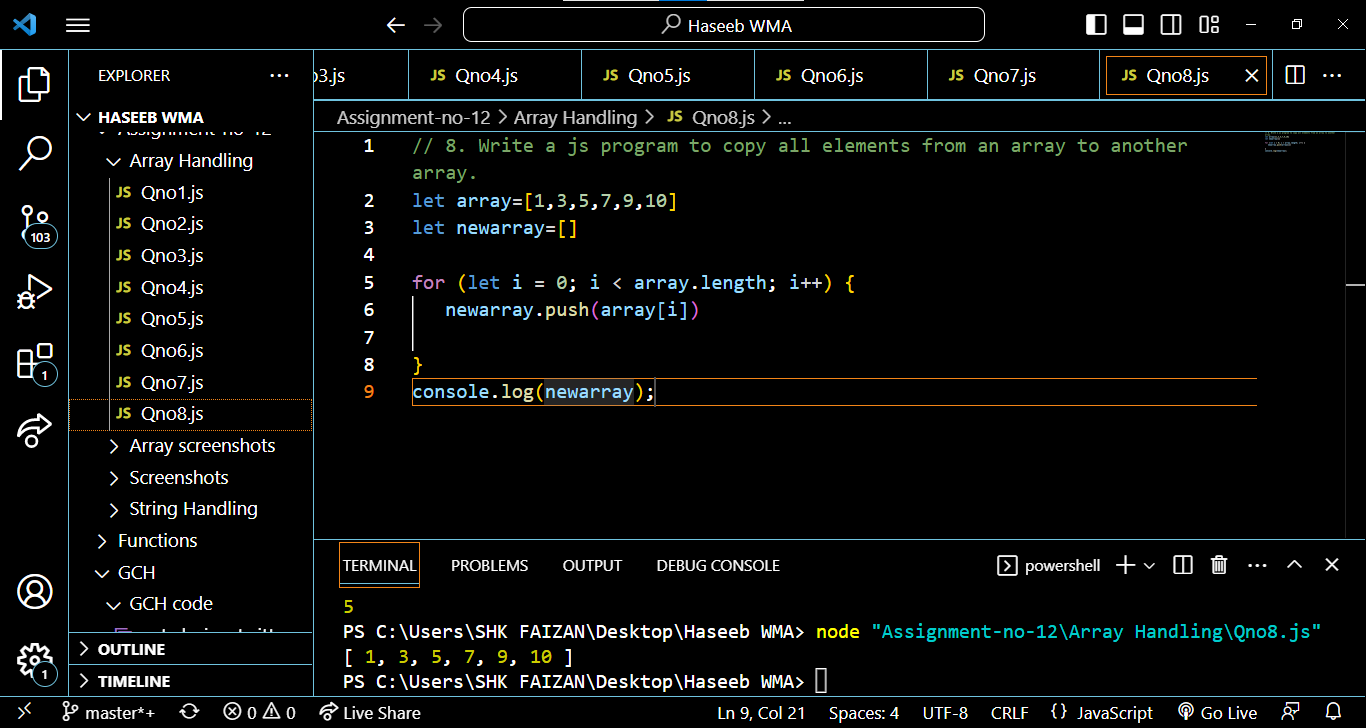 Haseeb WMA
EXPLORER
HASEEB WMA
Assignment-no-12
Array Handling
JS Qno1.js
JS Qno2.js
JS Qno3.js
JS Qno4.js
JS Qno5.js
JS Qno6.js
JS Qno7.js
JS Qno8.js
Array screenshots
Screenshots
String Handling
Functions
GCH
GCH code
OUTLINE
TIMELINE
103
1
1
o3.js
JS Qno4.js
JS Qno5.js
JS Qno6.js
JS Qno7.js
JS Qno8.js
Assignment-no-12 > Array Handling > JS Qno8.js > ...
1 // 8. Write a js program to copy all elements from an array to another
array.
2 let array=[1,3,5,7,9,10]
3 let newarray=[]
4
5 for (let i = 0; i < array.length; i++) {
6 newarray.push(array[i])
7
8 }
9 console.log(newarray);
TERMINAL PROBLEMS OUTPUT DEBUG CONSOLE powershell
5
PS C:\Users\SHK FAIZAN\Desktop\Haseeb WMA> node "Assignment-no-12\Array Handling\Qno8.js"
[ 1, 3, 5, 7, 9, 10 ]
PS C:\Users\SHK FAIZAN\Desktop\Haseeb WMA>
master*+ 0 0 Live Share Ln 9, Col 21 Spaces: 4 UTF-8 CRLF {} JavaScript Go Live